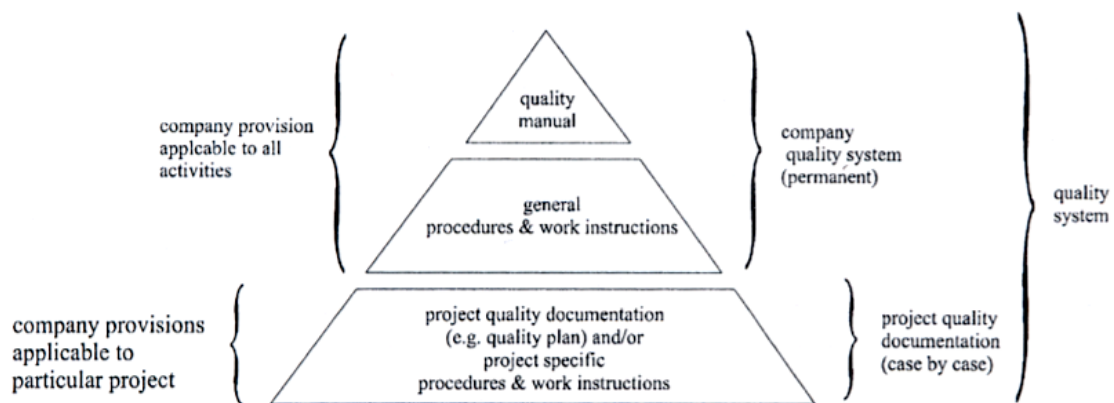 quality
manual
company provision
applcable to all
activities
company
quality system
(permanent)
general
procedures & work instructions
quality
system
company provisions
applicable to
particular project
project quality documentation
(e.g. quality plan) and/or
project specific
procedures & work instructions
project quality
documentation
(case by case)